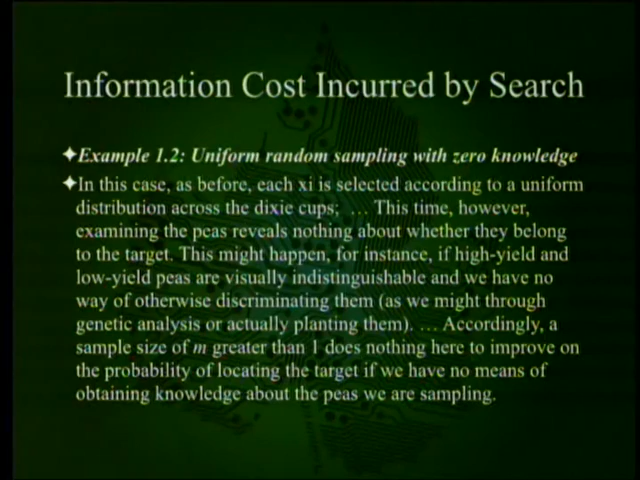 Information Cost Incurred by Search
Example 1.2: Uniform random sampling with zero knowledge
In this case, as before, each xi is selected according to a uniform
distribution across the dixie cups; … This time, however,
examining the peas reveals nothing about whether they belong
to the target. This might happen, for instance, if high-yield and
low-yield peas are visually indistinguishable and we have no
way of otherwise discriminating them (as we might through
genetic analysis or actually planting them). … Accordingly, a
sample size of m greater than 1 does nothing here to improve on
the probability of locating the target if we have no means of
obtaining knowledge about the peas we are sampling.